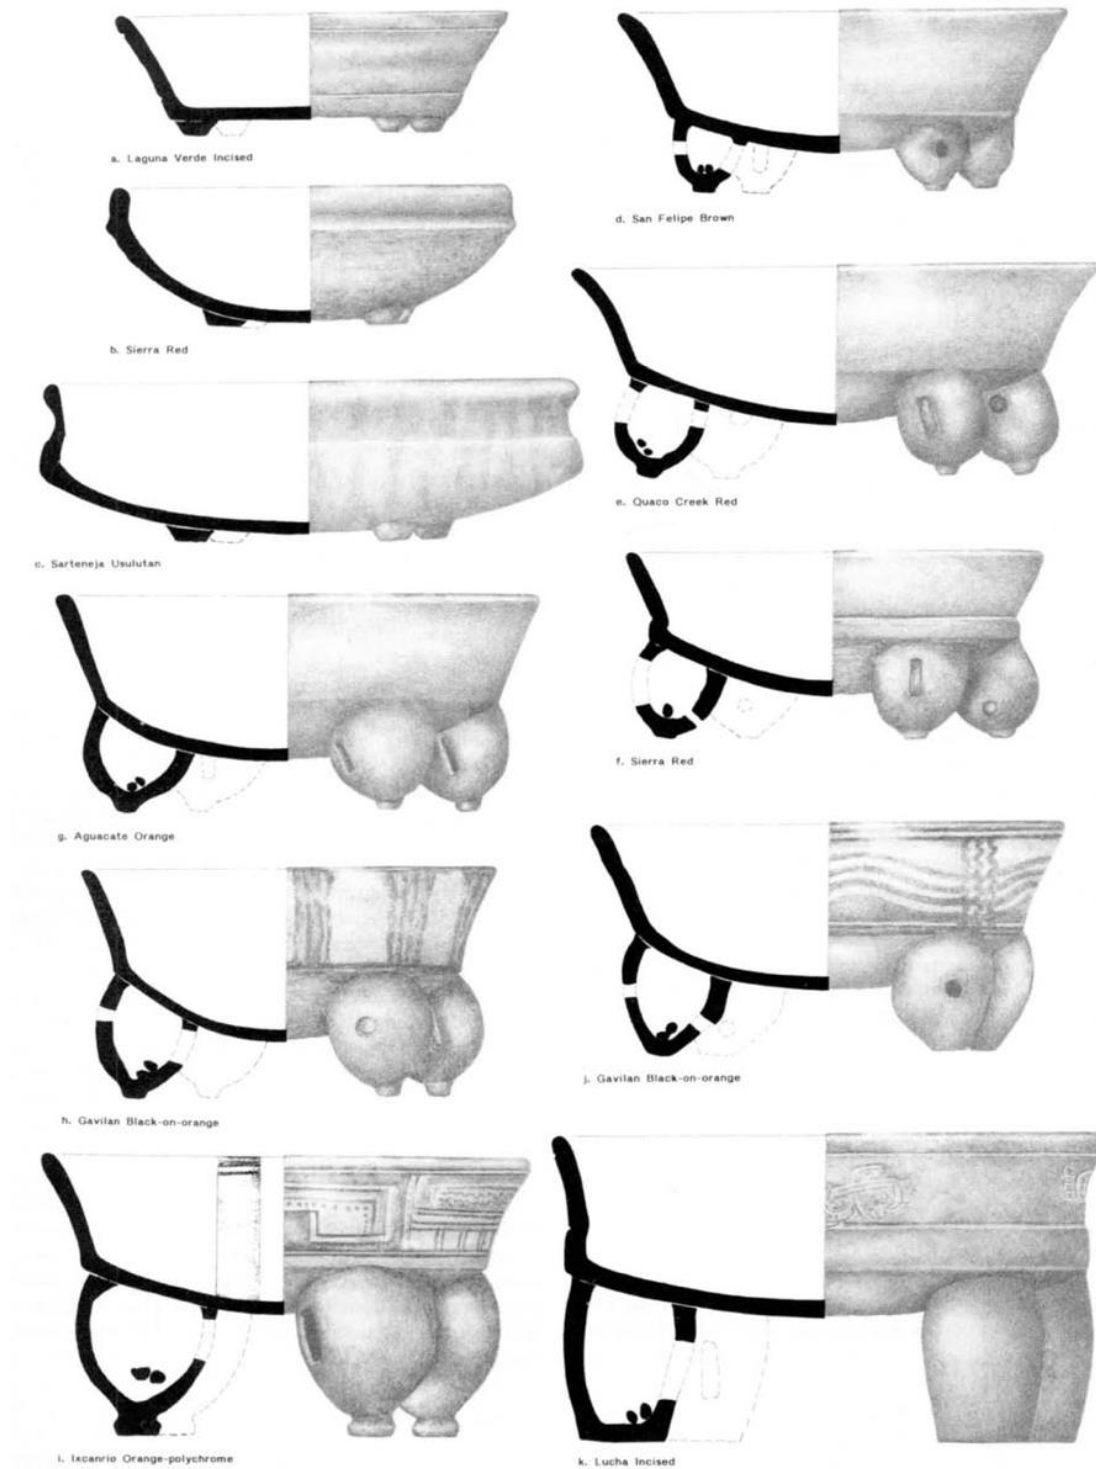 a. Laguna Verde Incised
b. Sierra Red
c. Sarteneja Usulutan
d. San Felipe Brown
e. Quaco Creek Red
f. Sierra Red
g. Aguacate Orange
h. Gavilan Black-on-orange
j. Gavilan Black-on-orange
i. Ixcanrio Orange-polychrome
k. Lucha Incised